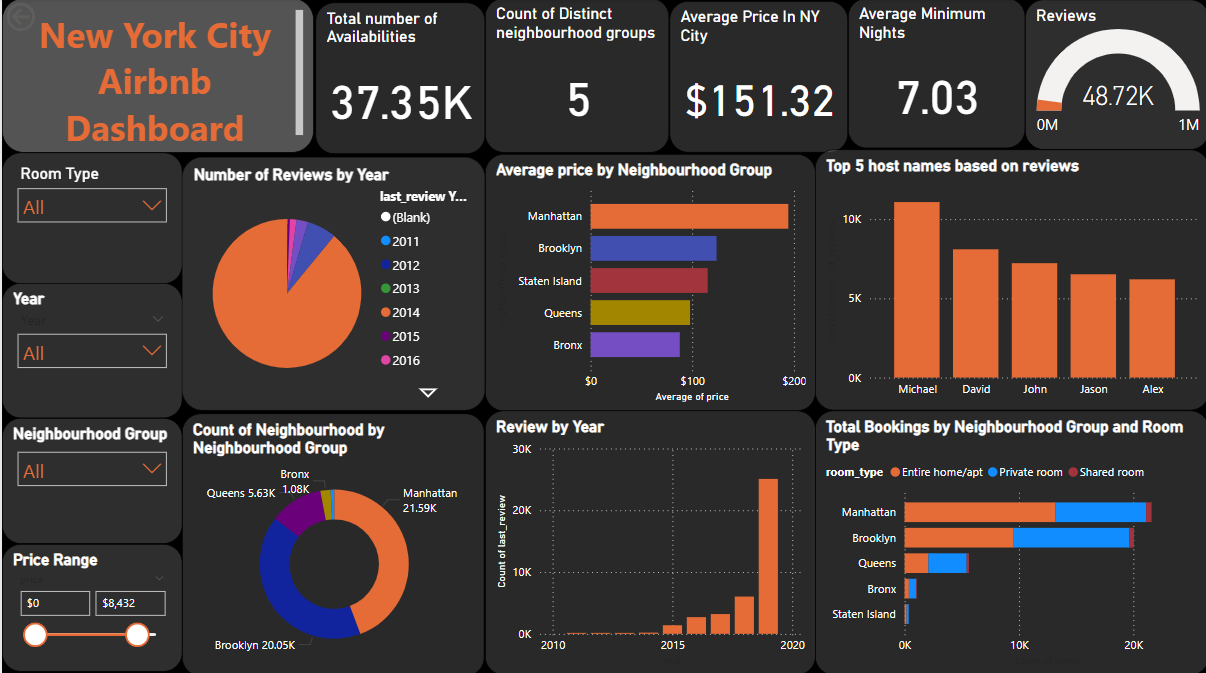 New York City
Airbnb
Dashboard
Total number of
Availabilities
37.35K
Count of Distinct
neighbourhood groups
5
Average Price In NY
City
$151.32
Average Minimum
Nights
7.03
Reviews
48.72K
0M
1M
Room Type
All
Year
Year
All
Neighbourhood Group
All
Price Range
price
$0
$8,432
Number of Reviews by Year
last_review Y...
(Blank)
2011
2012
2013
2014
2015
2016
Average price by Neighbourhood Group
Manhattan
Brooklyn
Staten Island
Queens
Bronx
$0
$100
$200
Average of price
Top 5 host names based on reviews
10K
5K
0K
Michael
David
John
Jason
Alex
Count of Neighbourhood by
Neighbourhood Group
Bronx
1.08K
Queens 5.63K
Manhattan
21.59K
Brooklyn 20.05K
Review by Year
Count of last_review
30K
20K
10K
0K
2010
2015
2020
Total Bookings by Neighbourhood Group and Room
Type
room_type
Entire home/apt
Private room
Shared room
Manhattan
Brooklyn
Queens
Bronx
Staten Island
0K
10K
20K